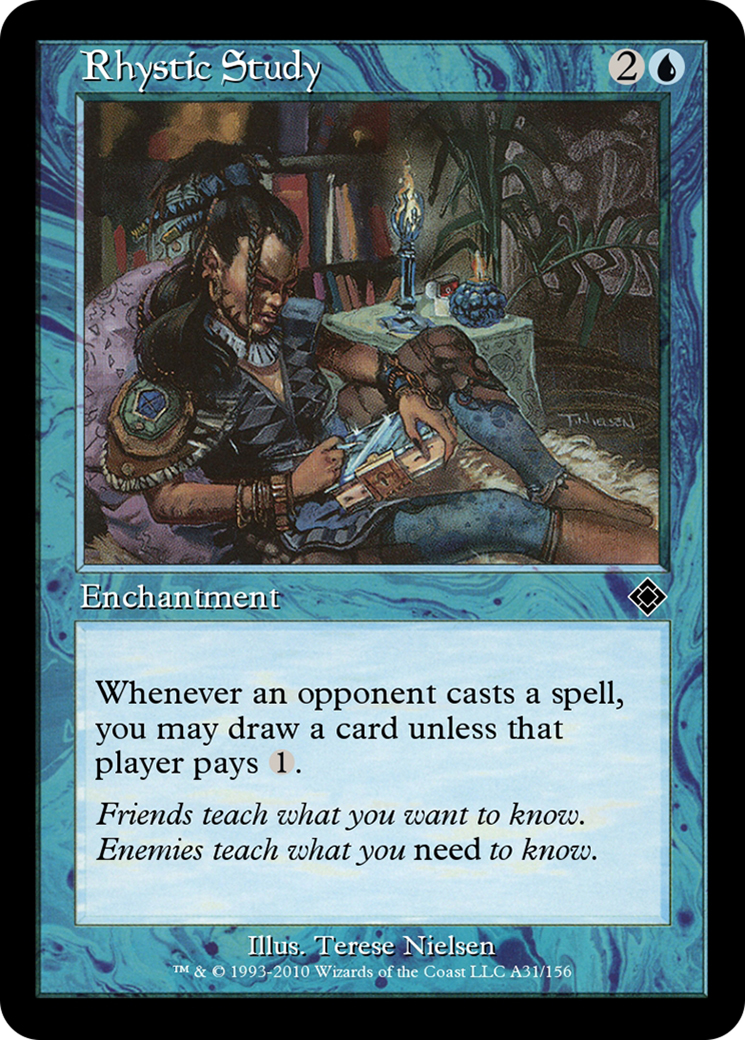 Rhystic Study 2
T.NIELSEN
Enchantment
Whenever an opponent casts a spell,
you may draw a card unless that
player pays 1.
Friends teach what you want to know.
Enemies teach what you need to know.
Illus. Terese Nielsen
™ & © 1993-2010 Wizards of the Coast LLC A31/156